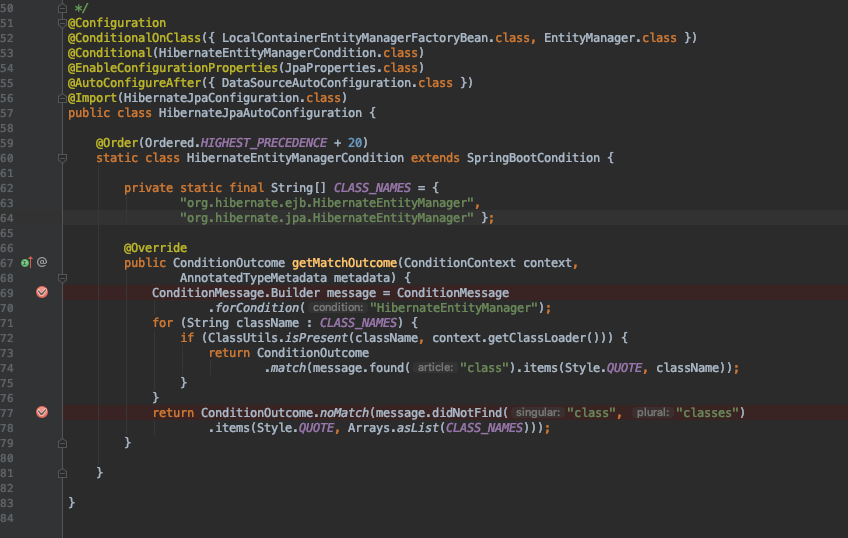 50 */
51 @Configuration
52 @ConditionalOnClass({ LocalContainerEntityManagerFactoryBean.class, EntityManager.class })
53 @Conditional(HibernateEntityManagerCondition.class)
54 @EnableConfigurationProperties(JpaProperties.class)
55 @AutoConfigureAfter({ DataSourceAutoConfiguration.class })
56 @Import(HibernateJpaConfiguration.class)
57 public class HibernateJpaAutoConfiguration {
58
59     @Order(Ordered.HIGHEST_PRECEDENCE + 20)
60     static class HibernateEntityManagerCondition extends SpringBootCondition {
61
62         private static final String[] CLASS_NAMES = {
63                 "org.hibernate.ejb.HibernateEntityManager",
64                 "org.hibernate.jpa.HibernateEntityManager" };
65
66         @Override
67 @       public ConditionOutcome getMatchOutcome(ConditionContext context,
68                 AnnotatedTypeMetadata metadata) {
69             ConditionMessage.Builder message = ConditionMessage
70                     .forCondition( condition: "HibernateEntityManager");
71             for (String className : CLASS_NAMES) {
72                 if (ClassUtils.isPresent(className, context.getClassLoader())) {
73                     return ConditionOutcome
74                             .match(message.found( article: "class").items(Style.QUOTE, className));
75                 }
76             }
77             return ConditionOutcome.noMatch(message.didNotFind( singular: "class", plural: "classes")
78                     .items(Style.QUOTE, Arrays.asList(CLASS_NAMES)));
79         }
80
81     }
82
83 }
84